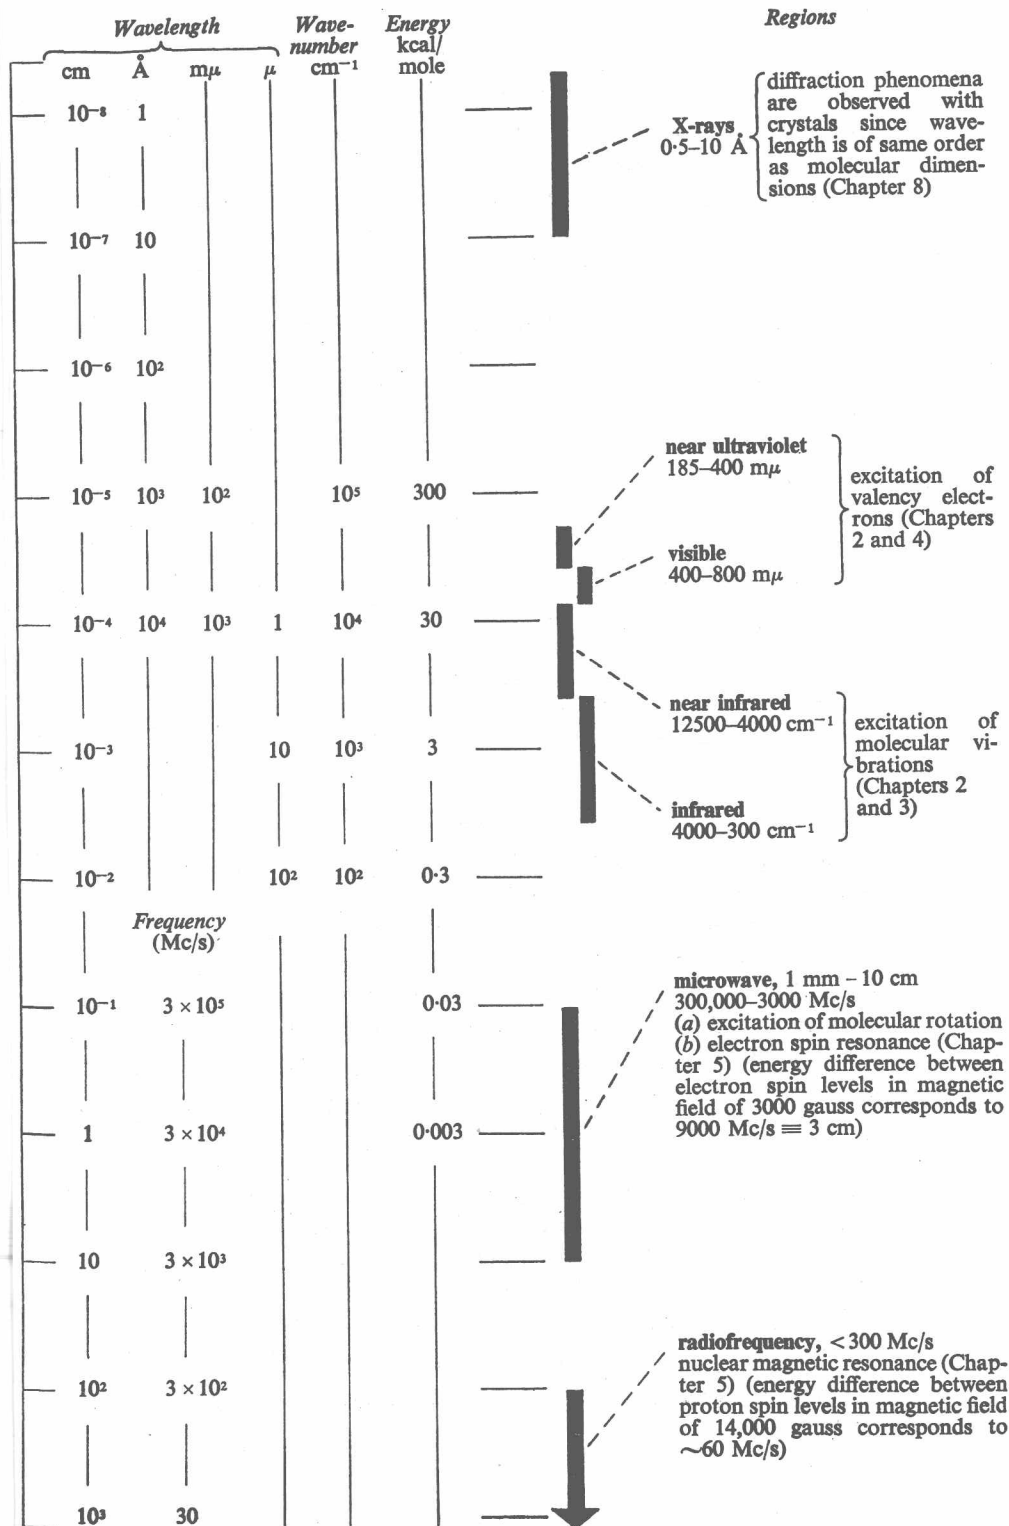 Wavelength Wave- Energy Regions
number kcal/
cm Å mμ μ cm⁻¹ mole
10⁻⁸ 1
X-rays
0·5–10 Å
diffraction phenomena
are observed with
crystals since wave-
length is of same order
as molecular dimen-
sions (Chapter 8)
10⁻⁷ 10
10⁻⁶ 10²
near ultraviolet
185–400 mμ
10⁻⁵ 10³ 10² 10⁵ 300
visible
400–800 mμ
excitation of
valency elect-
rons (Chapters
2 and 4)
10⁻⁴ 10⁴ 10³ 1 10⁴ 30
near infrared
12500–4000 cm⁻¹
10⁻³ 10 10³ 3
infrared
4000–300 cm⁻¹
excitation of
molecular vi-
brations
(Chapters 2
and 3)
10⁻² 10² 10² 0·3
Frequency
(Mc/s)
10⁻¹ 3 × 10⁵ 0·03
microwave, 1 mm – 10 cm
300,000–3000 Mc/s
(a) excitation of molecular rotation
(b) electron spin resonance (Chap-
ter 5) (energy difference between
electron spin levels in magnetic
field of 3000 gauss corresponds to
9000 Mc/s ≡ 3 cm)
1 3 × 10⁴ 0·003
10 3 × 10³
radiofrequency, <300 Mc/s
nuclear magnetic resonance (Chap-
ter 5) (energy difference between
proton spin levels in magnetic field
of 14,000 gauss corresponds to
~60 Mc/s)
10² 3 × 10²
10³ 30